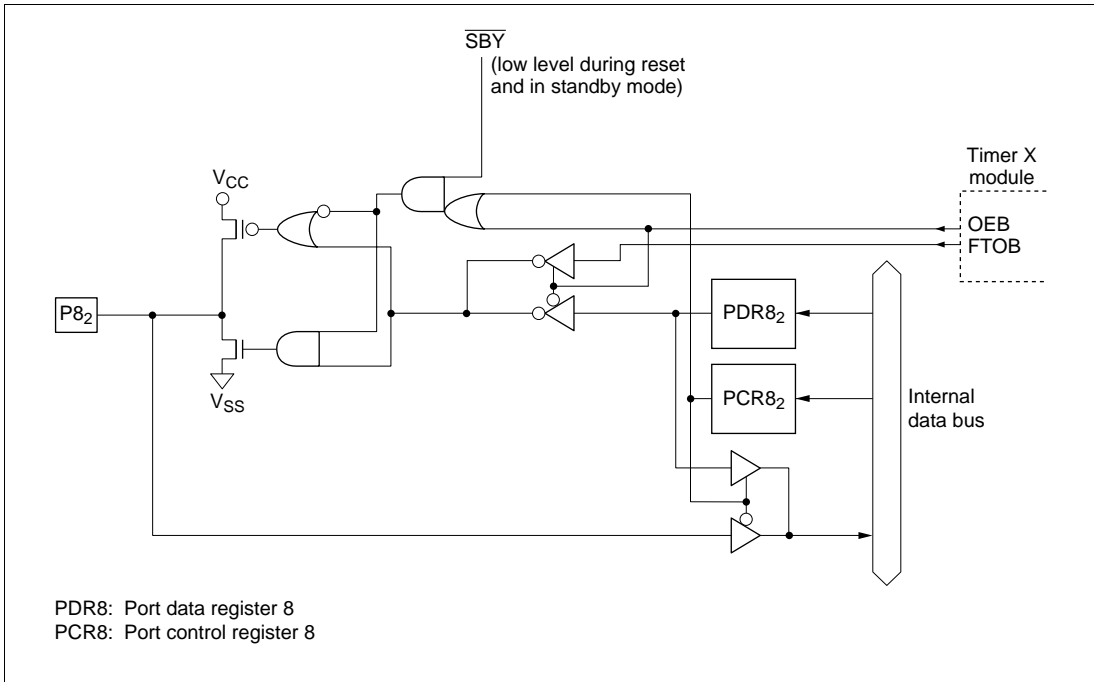 SBY
(low level during reset
and in standby mode)
Timer X
module
VCC
OEB
FTOB
P82
PDR82
PCR82
VSS
Internal
data bus
PDR8: Port data register 8
PCR8: Port control register 8